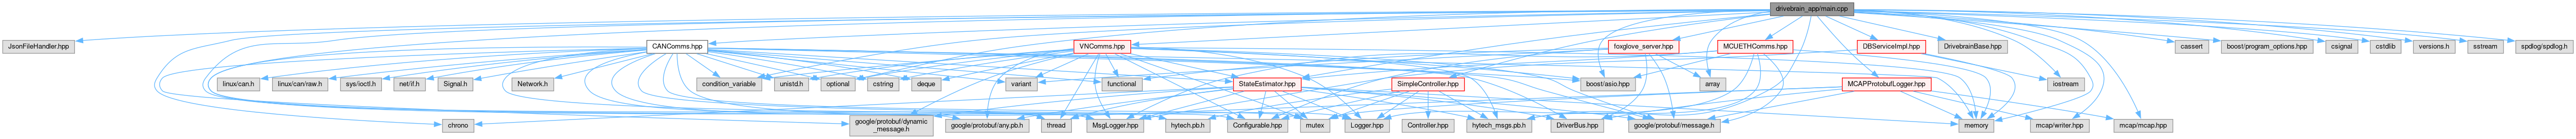 drivebrain_app/main.cpp
JsonFileHandler.hpp
CANComms.hpp
VNComms.hpp
foxglove_server.hpp
MCUETHComms.hpp
DBServiceImpl.hpp
DrivebrainBase.hpp
cassert
boost/program_options.hpp
csignal
cstdlib
versions.h
sstream
spdlog/spdlog.h
linux/can.h
linux/can/raw.h
sys/ioctl.h
net/if.h
Signal.h
Network.h
condition_variable
unistd.h
optional
cstring
deque
variant
functional
StateEstimator.hpp
SimpleController.hpp
boost/asio.hpp
array
MCAPProtobufLogger.hpp
iostream
chrono
google/protobuf/dynamic
_message.h
google/protobuf/any.pb.h
thread
MsgLogger.hpp
hytech.pb.h
Configurable.hpp
mutex
Logger.hpp
Controller.hpp
hytech_msgs.pb.h
DriverBus.hpp
google/protobuf/message.h
memory
mcap/writer.hpp
mcap/mcap.hpp